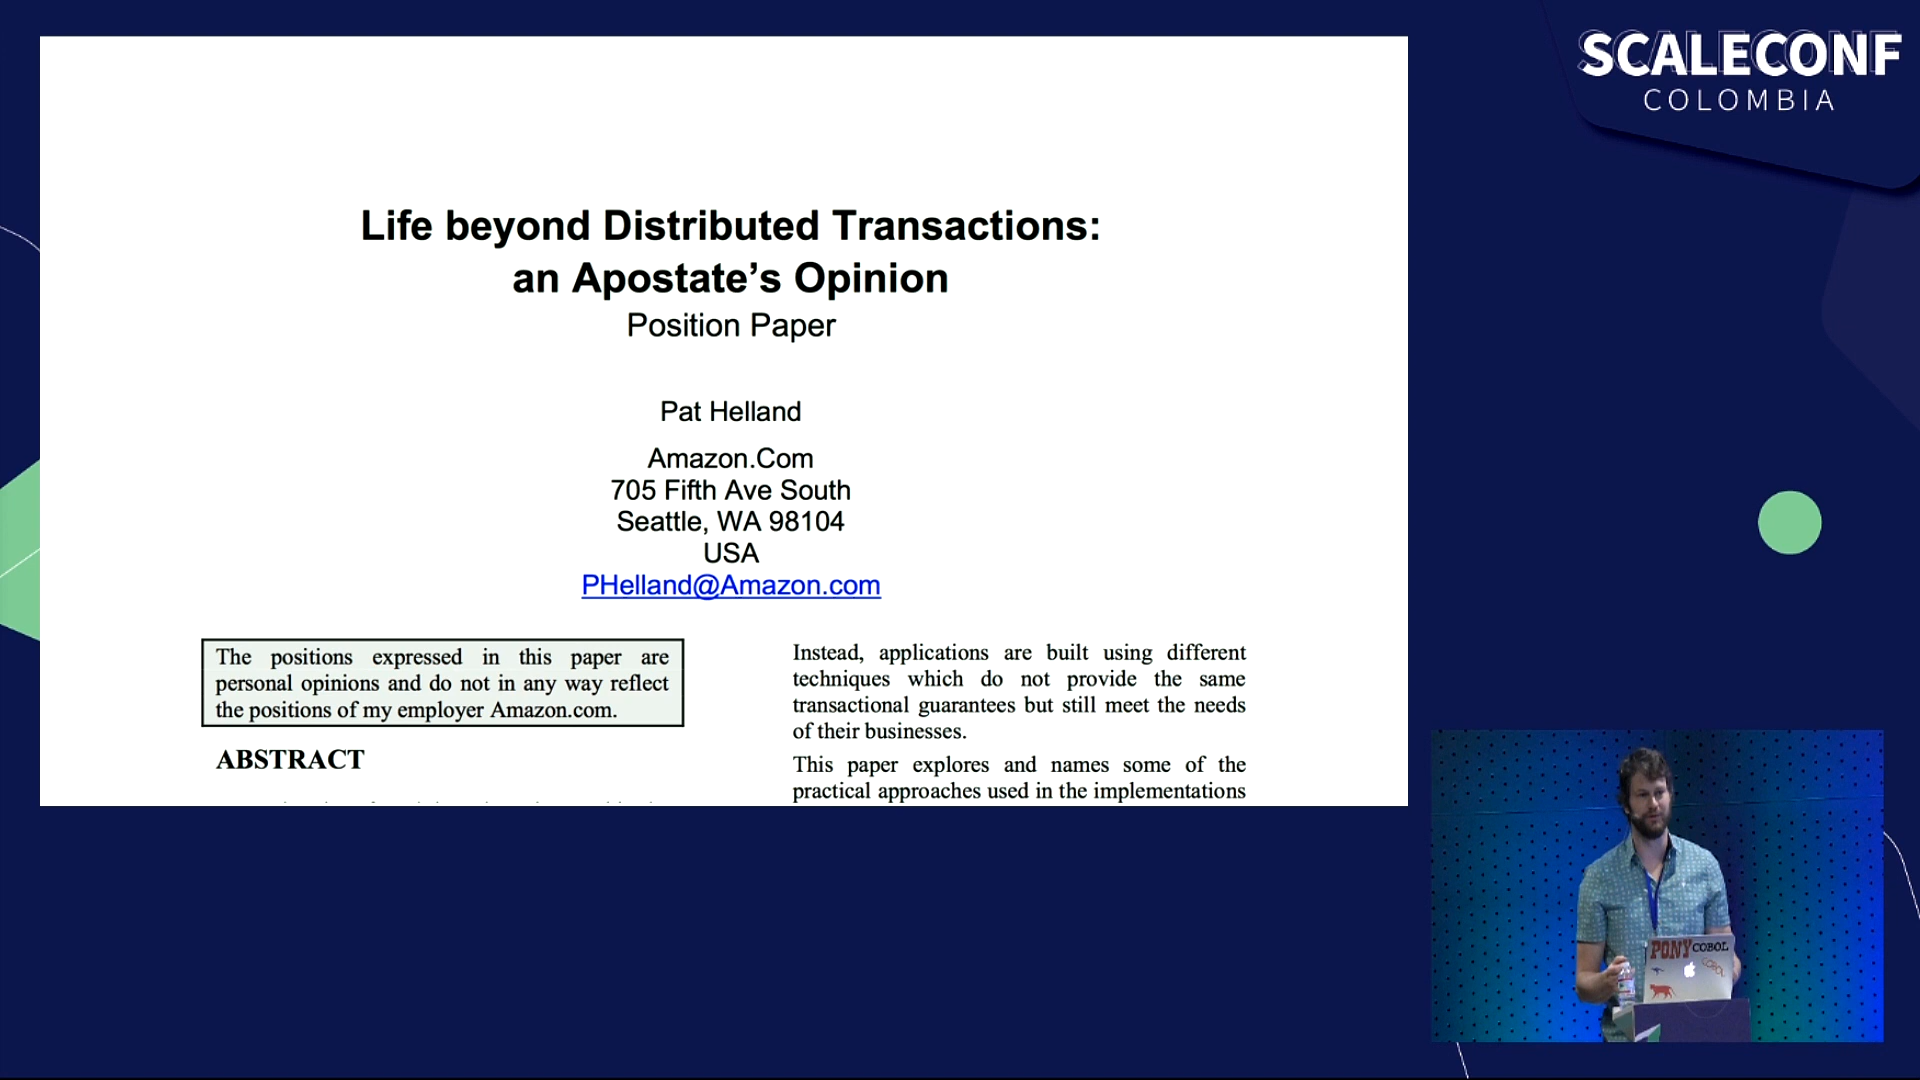 SCALECONF
COLOMBIA
Life beyond Distributed Transactions:
an Apostate's Opinion
Position Paper
Pat Helland
Amazon.Com
705 Fifth Ave South
Seattle, WA 98104
USA
PHelland@Amazon.com
The positions expressed in this paper are
personal opinions and do not in any way reflect
the positions of my employer Amazon.com.
ABSTRACT
Instead, applications are built using different
techniques which do not provide the same
transactional guarantees but still meet the needs
of their businesses.
This paper explores and names some of the
practical approaches used in the implementations
PONY
COBOL
COBOL